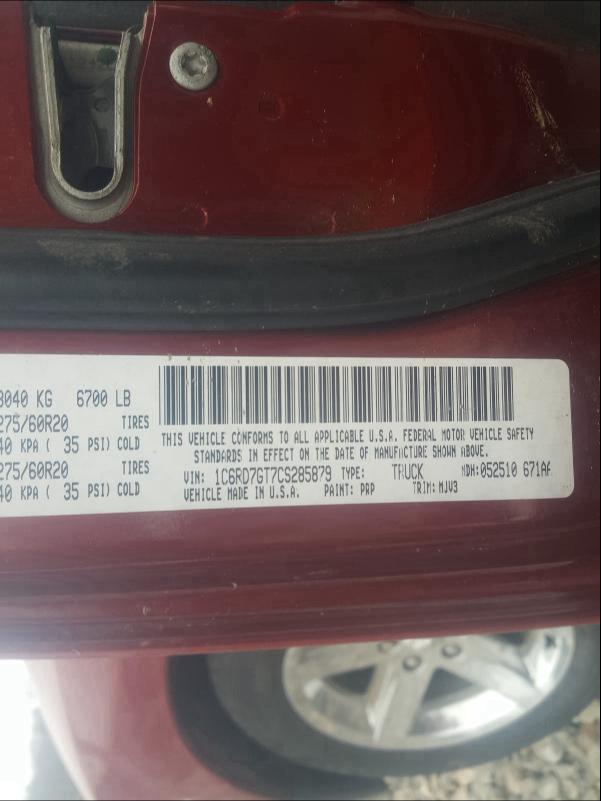 3040 KG 6700 LB
275/60R20 TIRES
40 KPA ( 35 PSI) COLD
275/60R20 TIRES
40 KPA ( 35 PSI) COLD
THIS VEHICLE CONFORMS TO ALL APPLICABLE U.S.A. FEDERAL MOTOR VEHICLE SAFETY
STANDARDS IN EFFECT ON THE DATE OF MANUFACTURE SHOWN ABOVE.
VIN: 1C6RD7GT7CS285879 TYPE: TRUCK MDH: 052510 671AF
VEHICLE MADE IN U.S.A. PAINT: PRP TRIM: MJV3